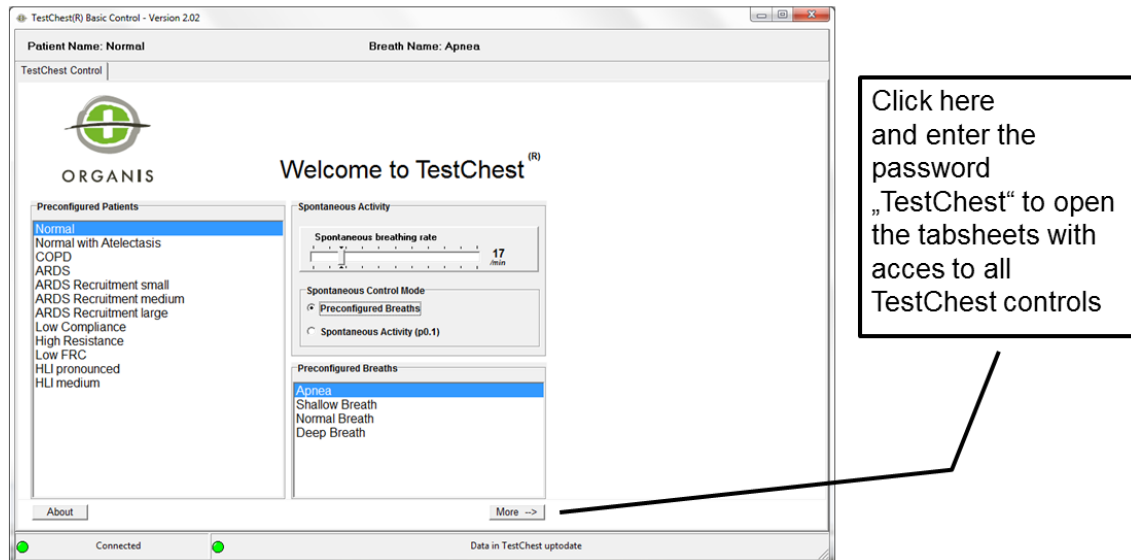 TestChest(R) Basic Control - Version 2.02
Patient Name: Normal
Breath Name: Apnea
TestChest Control
ORGANIS
Welcome to TestChest (R)
Preconfigured Patients
Normal
Normal with Atelectasis
COPD
ARDS
ARDS Recruitment small
ARDS Recruitment medium
ARDS Recruitment large
Low Compliance
High Resistance
Low FRC
HLI pronounced
HLI medium
Spontaneous Activity
Spontaneous breathing rate
17
/min
Spontaneous Control Mode
Preconfigured Breaths
Spontaneous Activity (p0.1)
Preconfigured Breaths
Apnea
Shallow Breath
Normal Breath
Deep Breath
About
More -->
Connected
Data in TestChest uptodate
Click here
and enter the
password
„TestChest“ to open
the tabsheets with
acces to all
TestChest controls